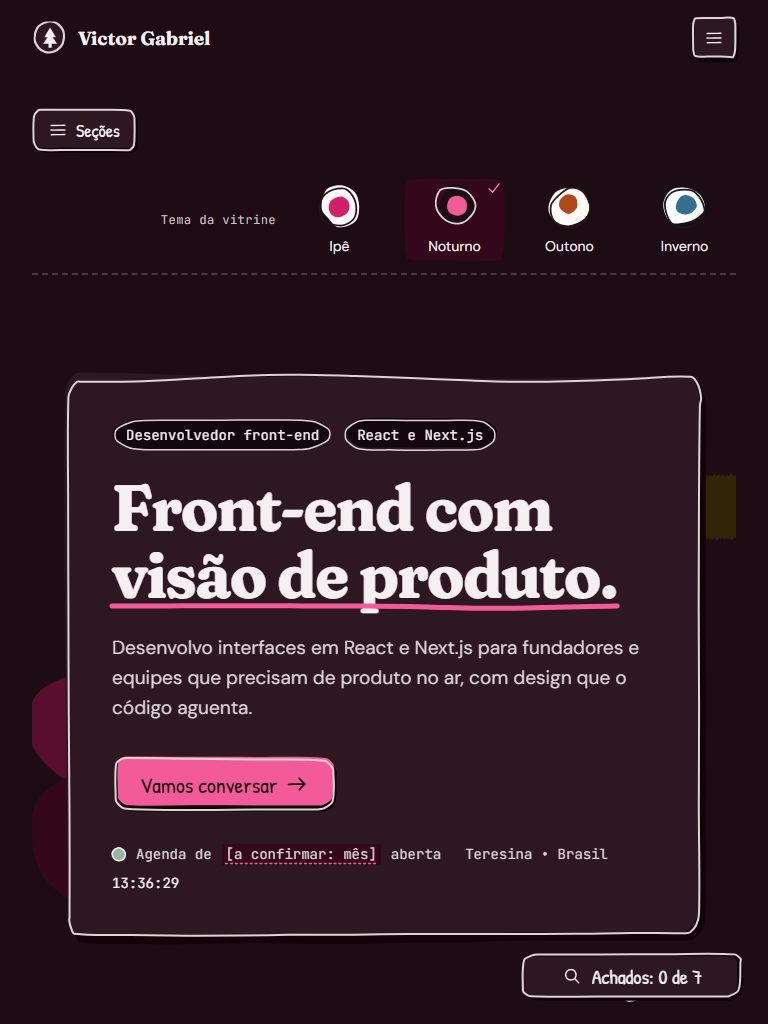 Victor Gabriel
Seções
Tema da vitrine
Ipê
Noturno
Outono
Inverno
Desenvolvedor front-end
React e Next.js
Front-end com
visão de produto.
Desenvolvo interfaces em React e Next.js para fundadores e
equipes que precisam de produto no ar, com design que o
código aguenta.
Vamos conversar →
Agenda de [a confirmar: mês] aberta Teresina • Brasil
13:36:29
Achados: 0 de 7